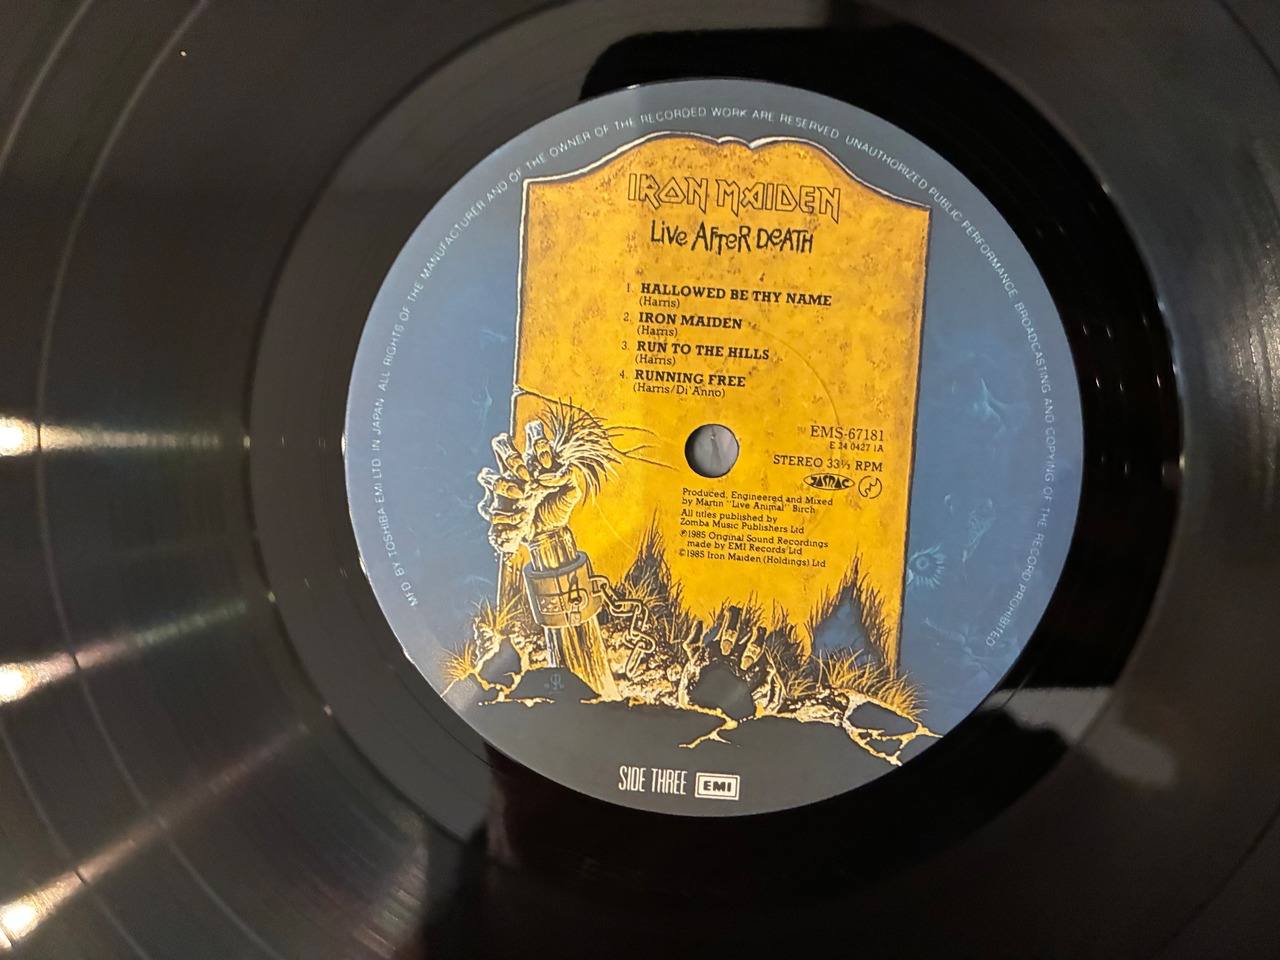 MFD BY TOSHIBA EMI LTD IN JAPAN ALL RIGHTS OF THE MANUFACTURER AND OF THE OWNER OF THE RECORDED WORK ARE RESERVED UNAUTHORIZED PUBLIC PERFORMANCE BROADCASTING AND COPYING OF THE RECORD PROHIBITED
IRON MAIDEN
LIVE AFTER DEATH
1. HALLOWED BE THY NAME
(Harris)
2. IRON MAIDEN
(Harris)
3. RUN TO THE HILLS
(Harris)
4. RUNNING FREE
(Harris/Di'Anno)
EMS-67181
E 24 0427 1A
STEREO 33⅓ RPM
JASRAC
Produced, Engineered and Mixed
by Martin "Live Animal" Birch
All titles published by
Zomba Music Publishers Ltd
℗1985 Original Sound Recordings
made by EMI Records Ltd
©1985 Iron Maiden (Holdings) Ltd
SIDE THREE EMI